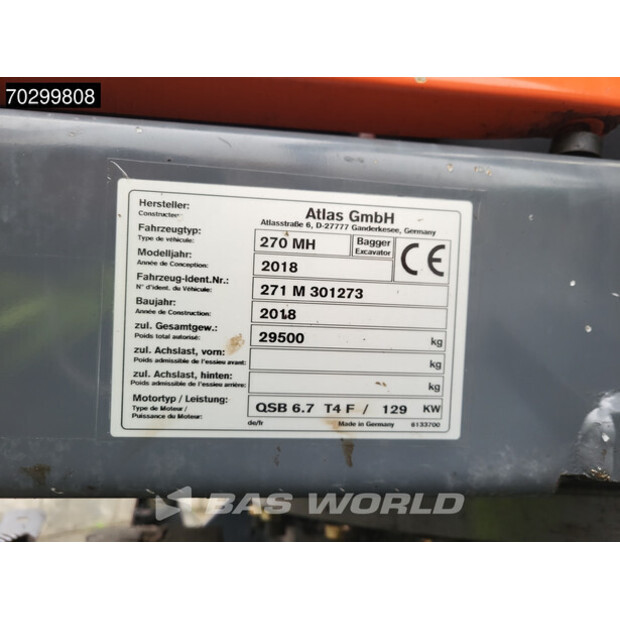 70299808
Hersteller: Atlas GmbH
Constructer: Atlasstraße 6, D-27777 Ganderkesee, Germany
Fahrzeugtyp: 270 MH Bagger CE
Type de véhicule: Excavator
Modelljahr: 2018
Année de Conception:
Fahrzeug-Ident.Nr.: 271 M 301273
N° d'ident. du Véhicule:
Baujahr: 2018
Année de Construction:
zul. Gesamtgew.: 29500 kg
Poids total autorisé:
zul. Achslast, vorn: kg
Poids admissible de l'essieu avant:
zul. Achslast, hinten: kg
Poids admissible de l'essieu arrière:
Motortyp / Leistung: QSB 6.7 T4 F / 129 KW
Type de Moteur /
Puissance du Moteur:
de/fr Made in Germany 6133700
BAS WORLD